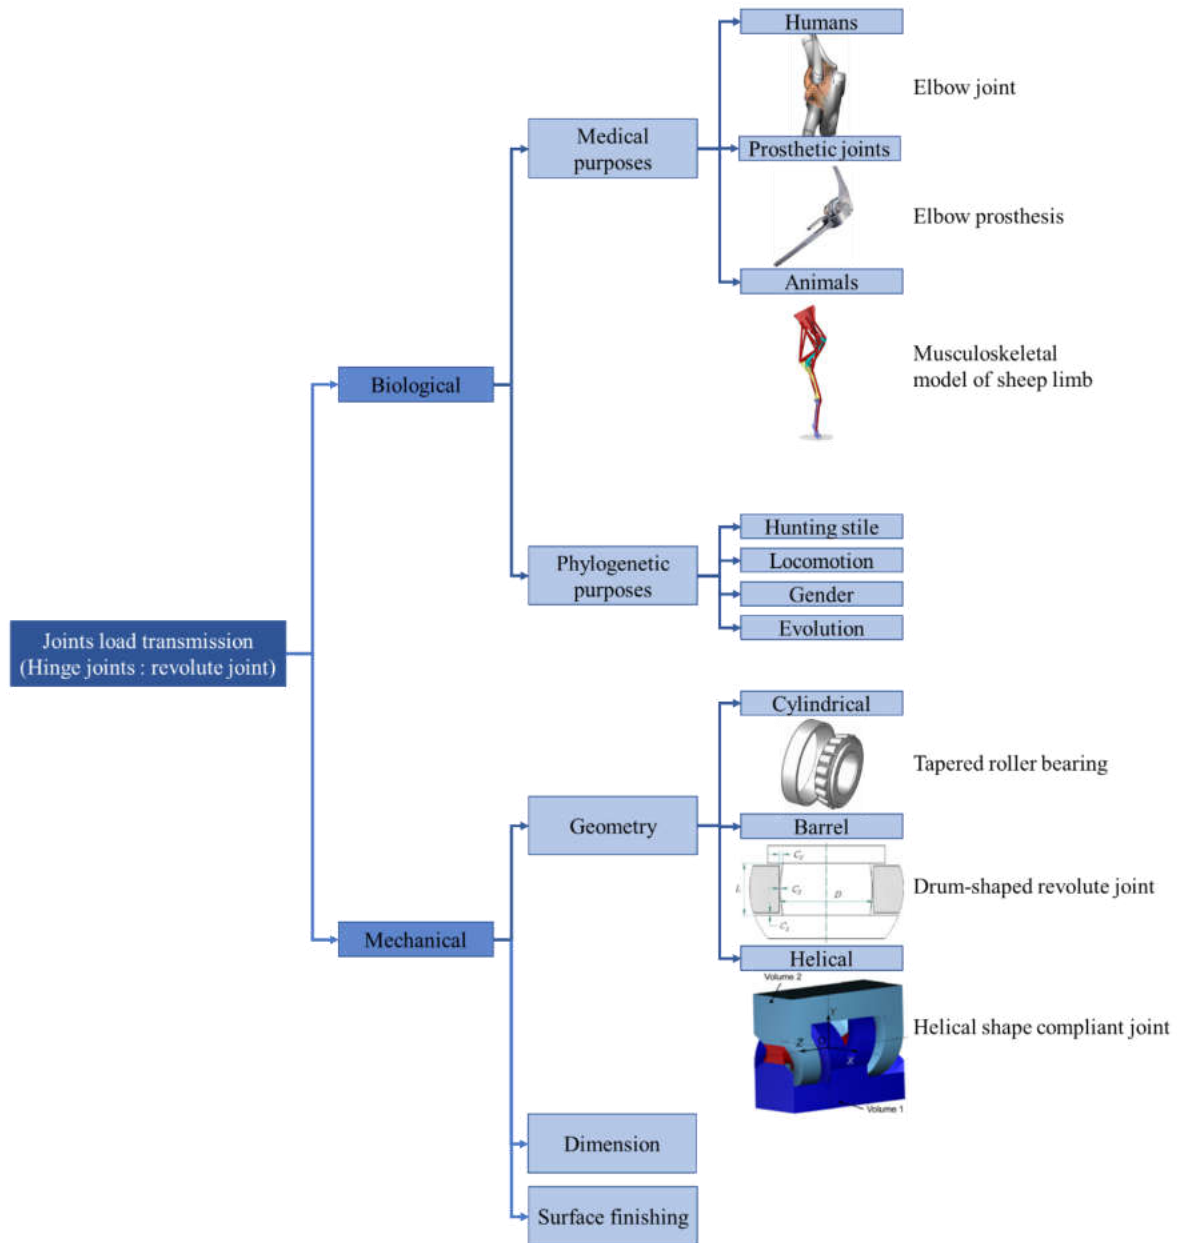 Humans
Elbow joint
Medical
purposes
Prosthetic joints
Elbow prosthesis
Animals
Musculoskeletal
model of sheep limb
Biological
Hunting stile
Phylogenetic
purposes
Locomotion
Gender
Evolution
Joints load transmission
(Hinge joints : revolute joint)
Cylindrical
Tapered roller bearing
Geometry
Barrel
L
D
Drum-shaped revolute joint
Mechanical
Helical
Volume 2
Y
Z
O
X
Helical shape compliant joint
Volume 1
Dimension
Surface finishing